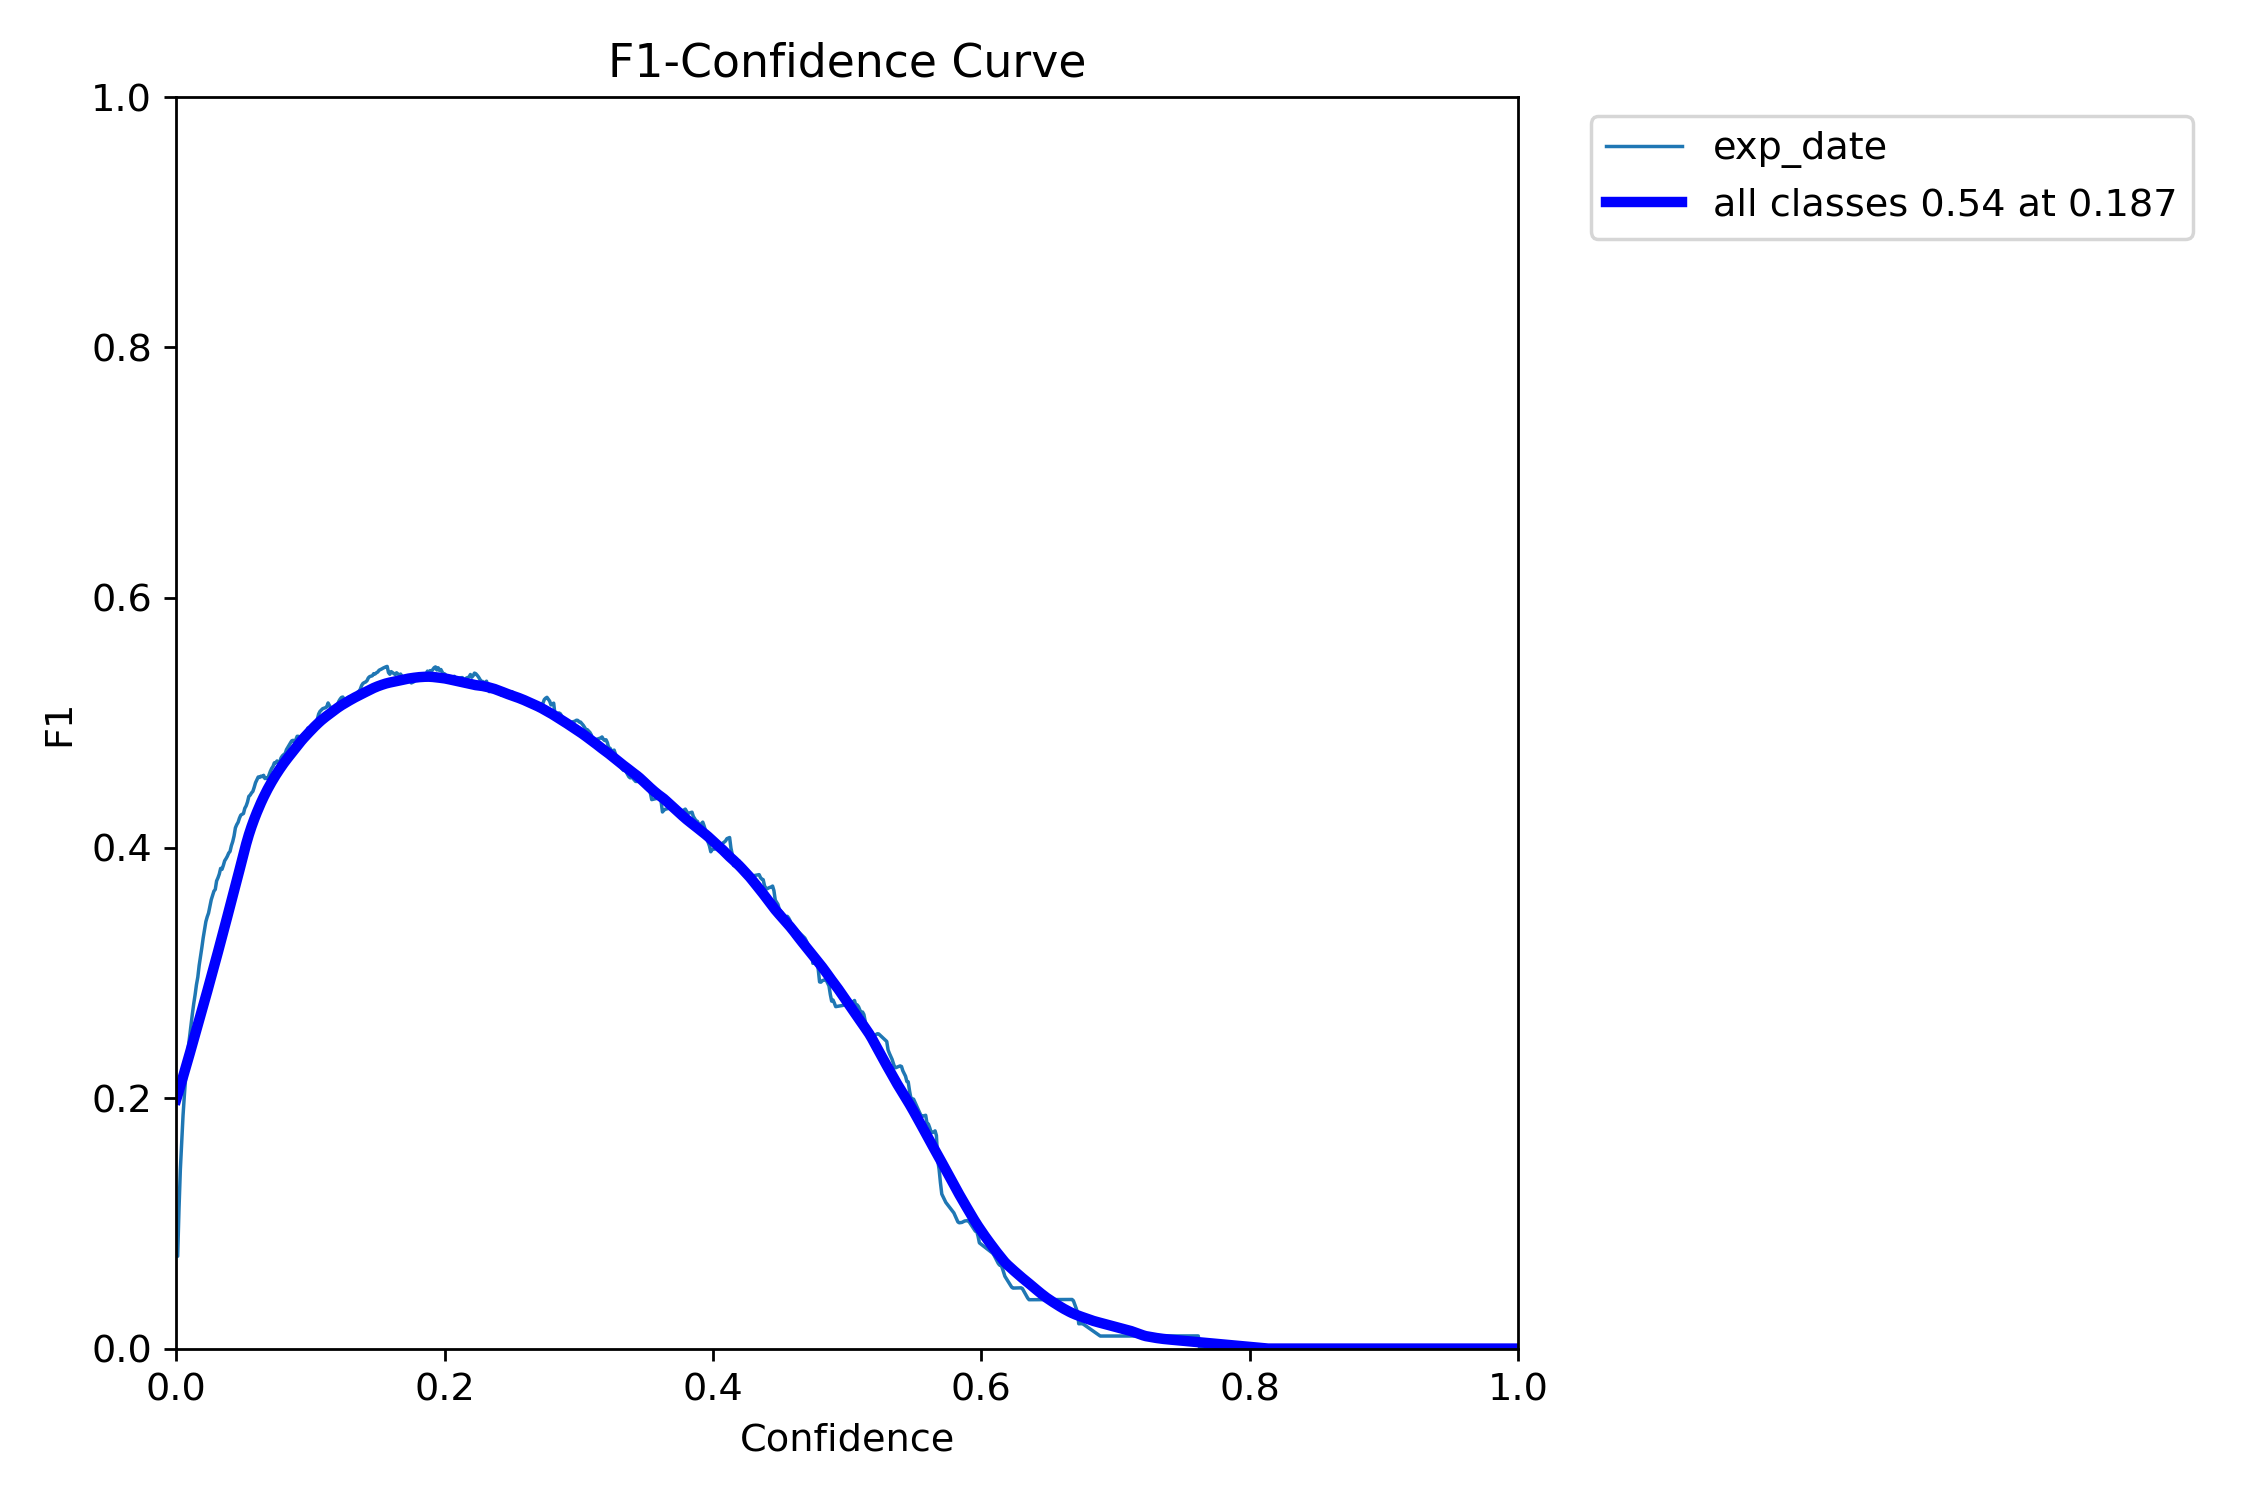 F1-Confidence Curve
1.0
0.8
0.6
0.4
0.2
0.0
F1
0.0 0.2 0.4 0.6 0.8 1.0
Confidence
exp_date
all classes 0.54 at 0.187